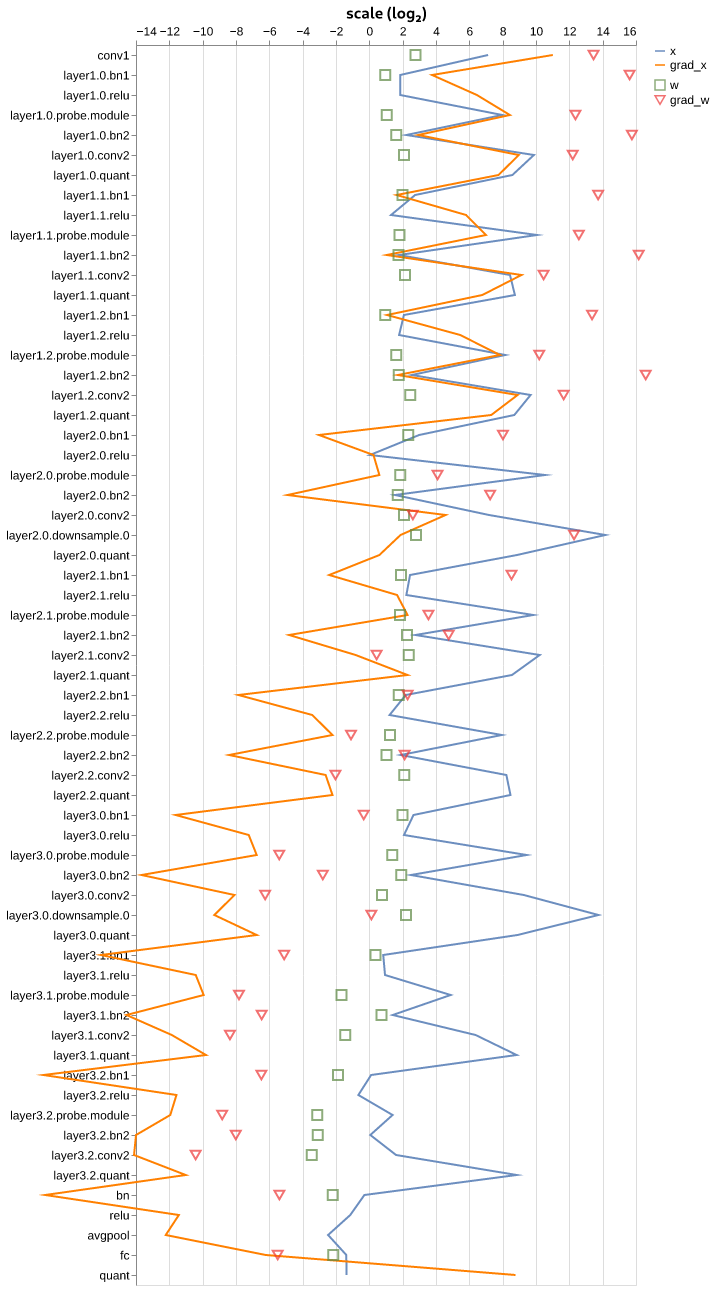 scale (log₂)
−14 −12 −10 −8 −6 −4 −2 0 2 4 6 8 10 12 14 16
x
grad_x
w
grad_w
conv1
layer1.0.bn1
layer1.0.relu
layer1.0.probe.module
layer1.0.bn2
layer1.0.conv2
layer1.0.quant
layer1.1.bn1
layer1.1.relu
layer1.1.probe.module
layer1.1.bn2
layer1.1.conv2
layer1.1.quant
layer1.2.bn1
layer1.2.relu
layer1.2.probe.module
layer1.2.bn2
layer1.2.conv2
layer1.2.quant
layer2.0.bn1
layer2.0.relu
layer2.0.probe.module
layer2.0.bn2
layer2.0.conv2
layer2.0.downsample.0
layer2.0.quant
layer2.1.bn1
layer2.1.relu
layer2.1.probe.module
layer2.1.bn2
layer2.1.conv2
layer2.1.quant
layer2.2.bn1
layer2.2.relu
layer2.2.probe.module
layer2.2.bn2
layer2.2.conv2
layer2.2.quant
layer3.0.bn1
layer3.0.relu
layer3.0.probe.module
layer3.0.bn2
layer3.0.conv2
layer3.0.downsample.0
layer3.0.quant
layer3.1.bn1
layer3.1.relu
layer3.1.probe.module
layer3.1.bn2
layer3.1.conv2
layer3.1.quant
layer3.2.bn1
layer3.2.relu
layer3.2.probe.module
layer3.2.bn2
layer3.2.conv2
layer3.2.quant
bn
relu
avgpool
fc
quant